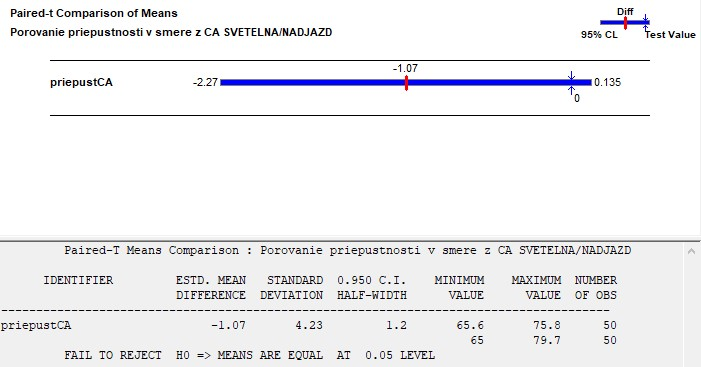 Paired-t Comparison of Means
Porovanie priepustnosti v smere z CA SVETELNA/NADJAZD
Diff
95% CL Test Value
-1.07
priepustCA -2.27 0.135
0
Paired-T Means Comparison : Porovanie priepustnosti v smere z CA SVETELNA/NADJAZD
IDENTIFIER ESTD. MEAN STANDARD 0.950 C.I. MINIMUM MAXIMUM NUMBER
DIFFERENCE DEVIATION HALF-WIDTH VALUE VALUE OF OBS
priepustCA -1.07 4.23 1.2 65.6 75.8 50
65 79.7 50
FAIL TO REJECT H0 => MEANS ARE EQUAL AT 0.05 LEVEL